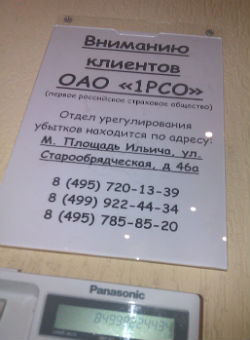 Вниманию
клиентов
ОАО «1РСО»
(первое российское страховое общество)
Отдел урегулирования
убытков находится по адресу:
М. Площадь Ильича, ул.
Старообрядческая, д 46а
8 (495) 720-13-39
8 (499) 922-44-34
8 (495) 785-85-20
Panasonic
84999224434